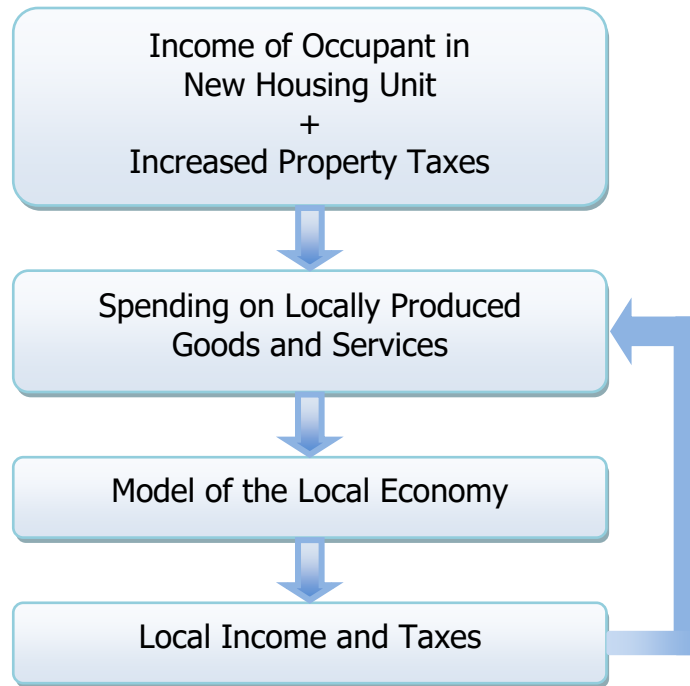 Income of Occupant in
New Housing Unit
+
Increased Property Taxes
Spending on Locally Produced
Goods and Services
Model of the Local Economy
Local Income and Taxes